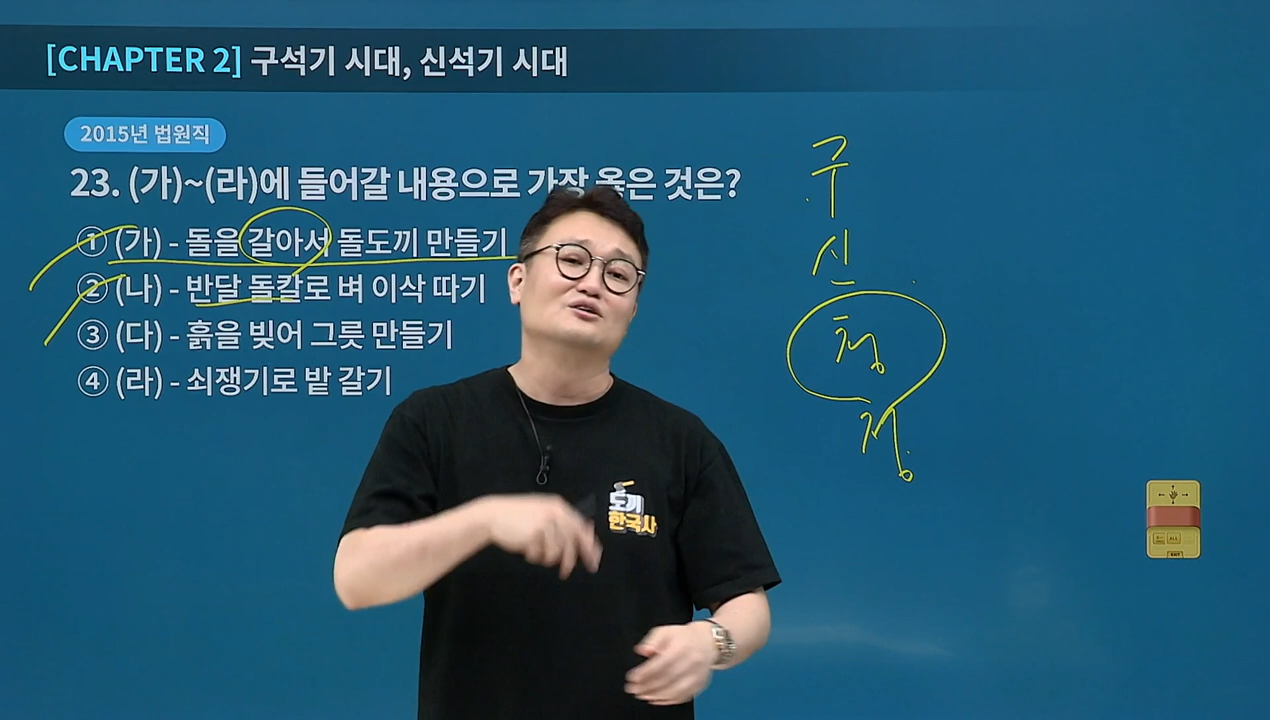 [CHAPTER 2] 구석기 시대, 신석기 시대
2015년 법원직
23. (가)~(라)에 들어갈 내용으로 가장 옳은 것은?
① (가) - 돌을 갈아서 돌도끼 만들기
② (나) - 반달 돌칼로 벼 이삭 따기
③ (다) - 흙을 빚어 그릇 만들기
④ (라) - 쇠쟁기로 밭 갈기
구
신
청
도끼
한국사
ALL
EXIT